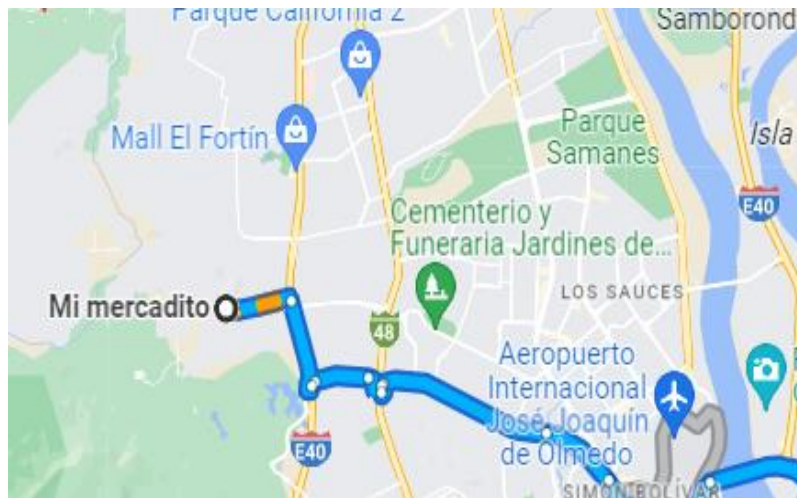 Parque California 2
Samborond
Mall El Fortín
Parque
Samanes
Isla
E40
Cementerio y
Funeraria Jardines de...
Mi mercadito
LOS SAUCES
48
Aeropuerto
Internacional
José Joaquín
de Olmedo
E40
SIMÓN BOLÍVAR